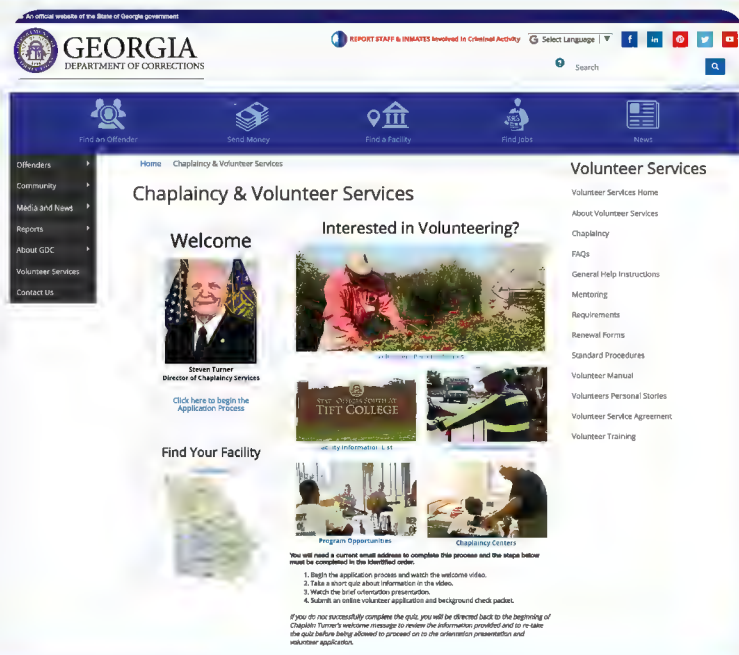 An official website of the State of Georgia government
GEORGIA
DEPARTMENT OF CORRECTIONS
REPORT STAFF & INMATES Involved in Criminal Activity
G Select Language ▼
Search
Find an Offender
Send Money
Find a Facility
Find Jobs
News
Offenders
Community
Media and News
Reports
About GDC
Volunteer Services
Contact Us
Home Chaplaincy & Volunteer Services
Chaplaincy & Volunteer Services
Welcome
Steven Turner
Director of Chaplaincy Services
Click here to begin the
Application Process
Find Your Facility
Interested in Volunteering?
STATE OFFICES SOUTH AT
TIFT COLLEGE
Facility Information List
Program Opportunities
Chaplaincy Centers
You will need a current email address to complete this process and the steps below
must be completed in the identified order.
1. Begin the application process and watch the welcome video.
2. Take a short quiz about information in the video.
3. Watch the brief orientation presentation.
4. Submit an online volunteer application and background check packet.
If you do not successfully complete the quiz, you will be directed back to the beginning of
Chaplain Turner's welcome message to review the information provided and to re-take
the quiz before being allowed to proceed on to the orientation presentation and
volunteer application.
Volunteer Services
Volunteer Services Home
About Volunteer Services
Chaplaincy
FAQs
General Help Instructions
Mentoring
Requirements
Renewal Forms
Standard Procedures
Volunteer Manual
Volunteers Personal Stories
Volunteer Service Agreement
Volunteer Training